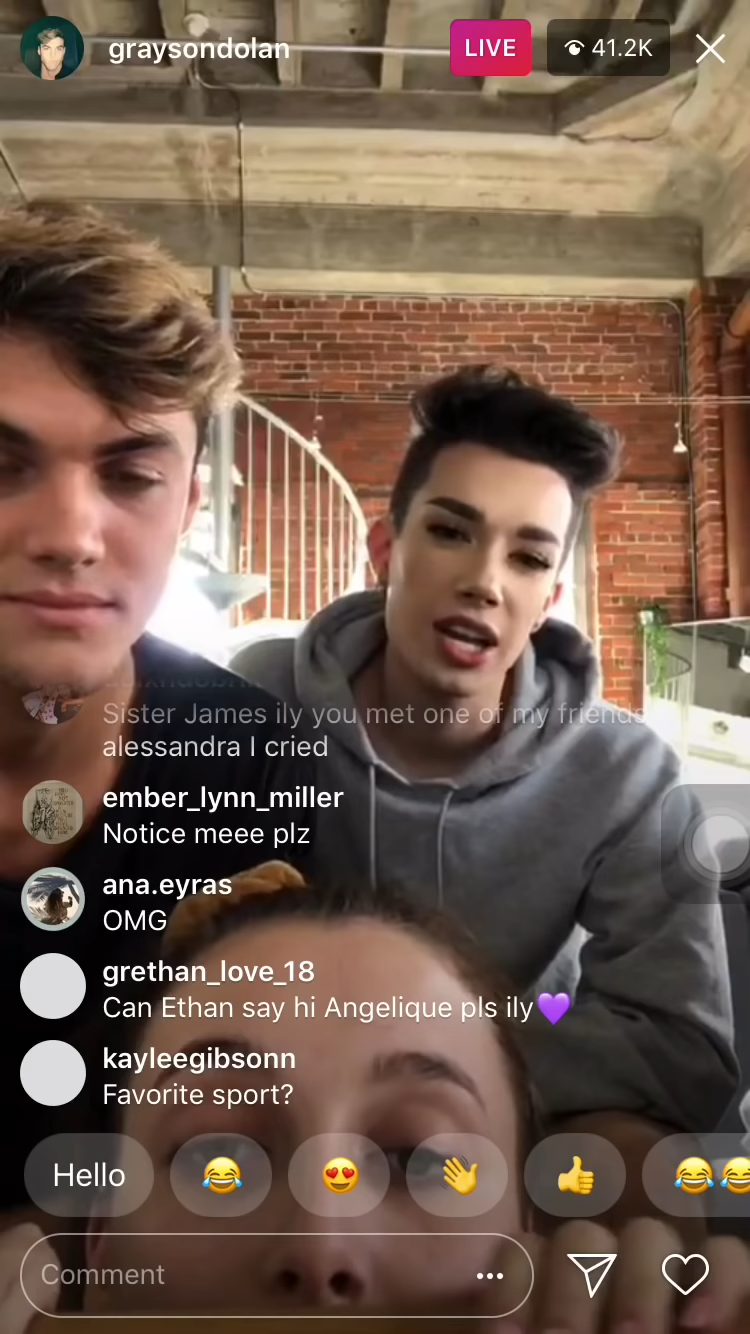 graysondolan
LIVE
41.2K
Sister James ily you met one of my friends
alessandra I cried
ember_lynn_miller
Notice meee plz
ana.eyras
OMG
grethan_love_18
Can Ethan say hi Angelique pls ily💜
kayleegibsonn
Favorite sport?
Hello
Comment